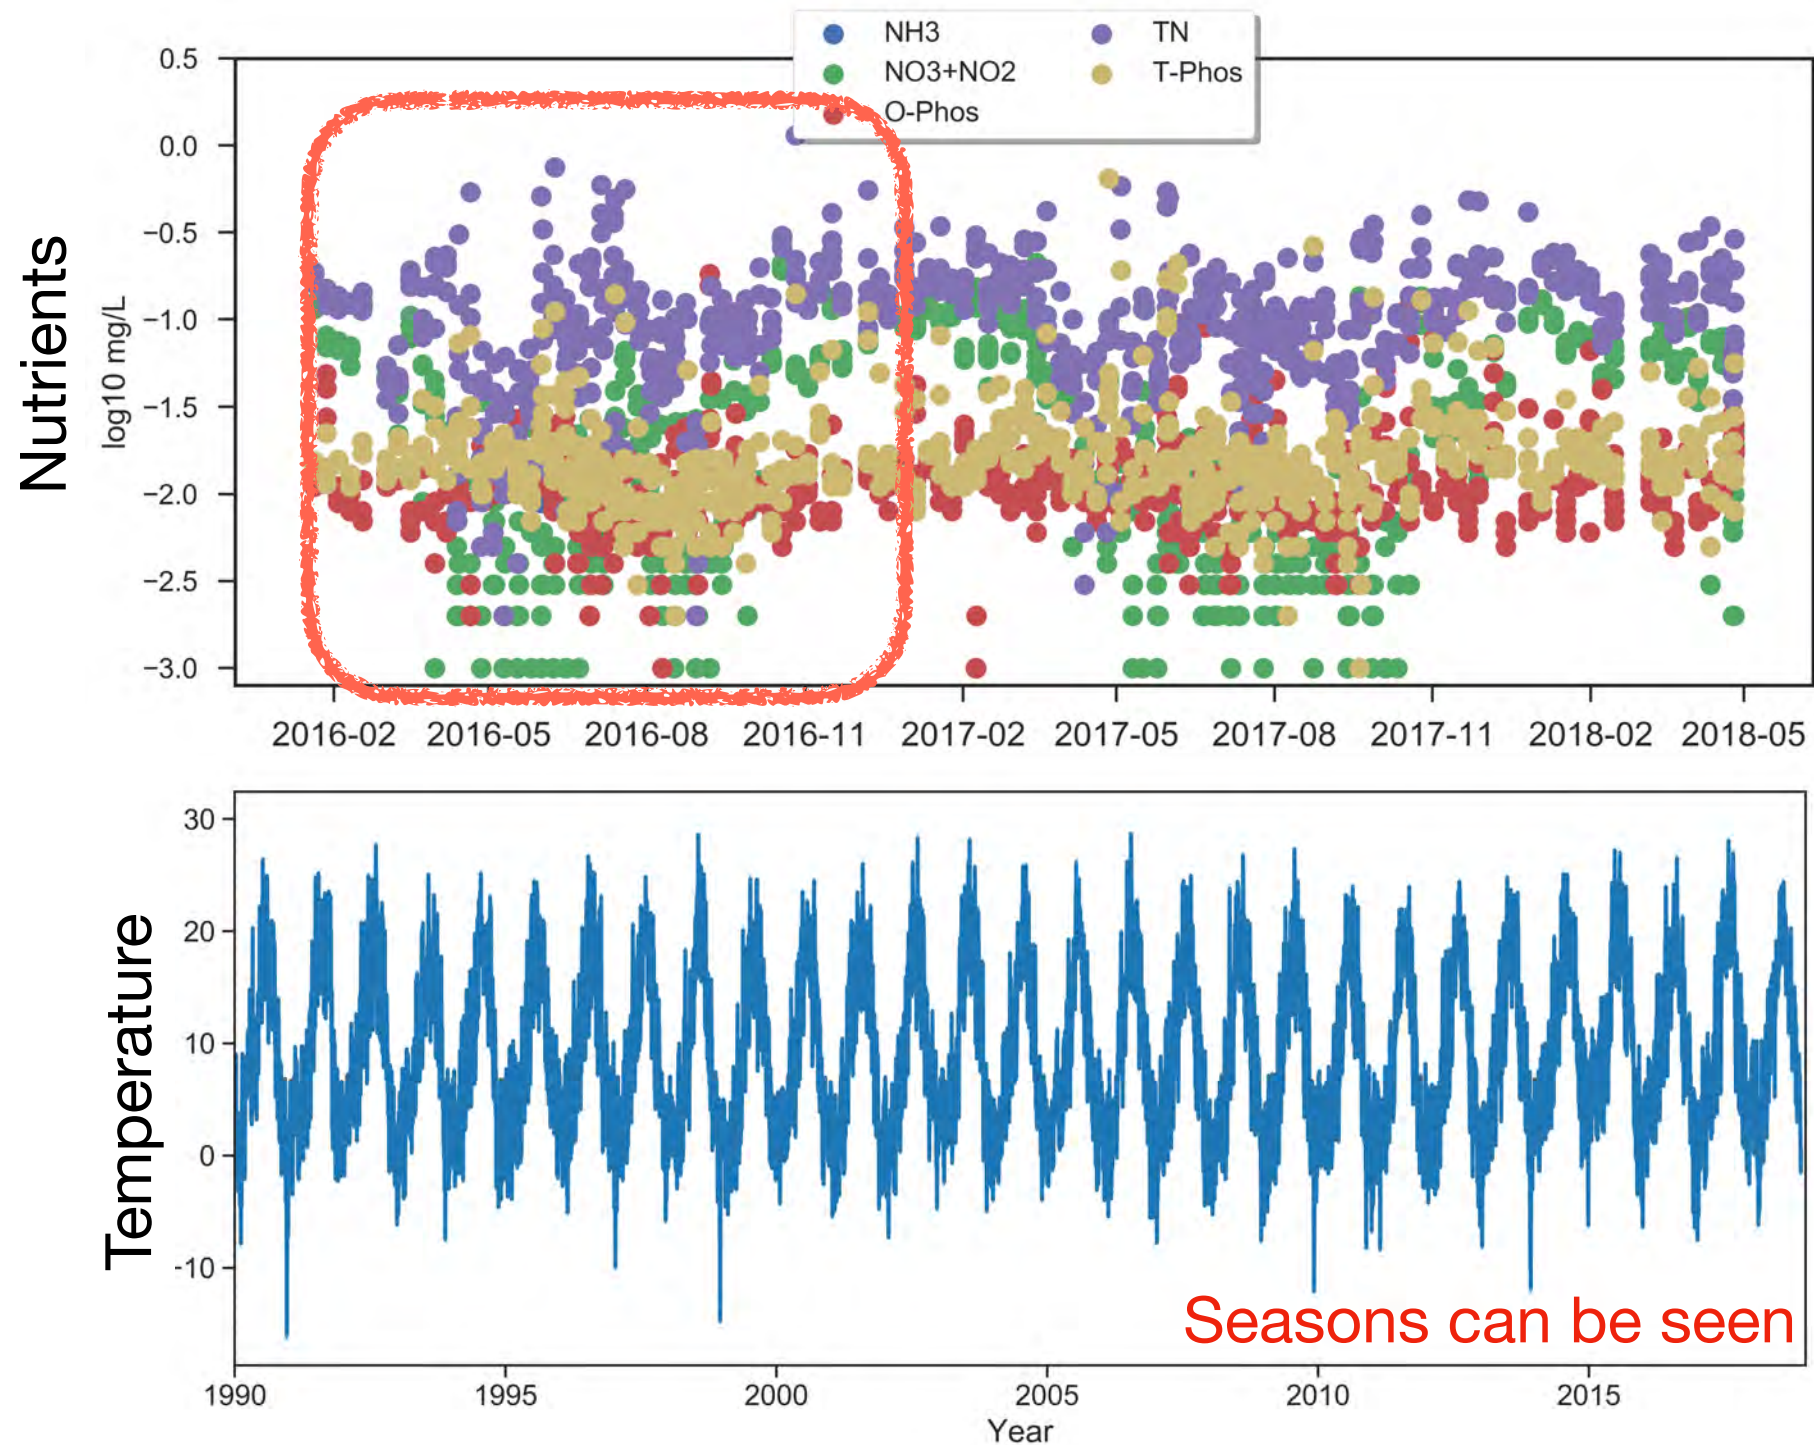 NH3
NO3+NO2
O-Phos
TN
T-Phos
Nutrients
log10 mg/L
0.5
0.0
−0.5
−1.0
−1.5
−2.0
−2.5
−3.0
2016-02 2016-05 2016-08 2016-11 2017-02 2017-05 2017-08 2017-11 2018-02 2018-05
Temperature
30
20
10
0
-10
Seasons can be seen
1990 1995 2000 2005 2010 2015
Year